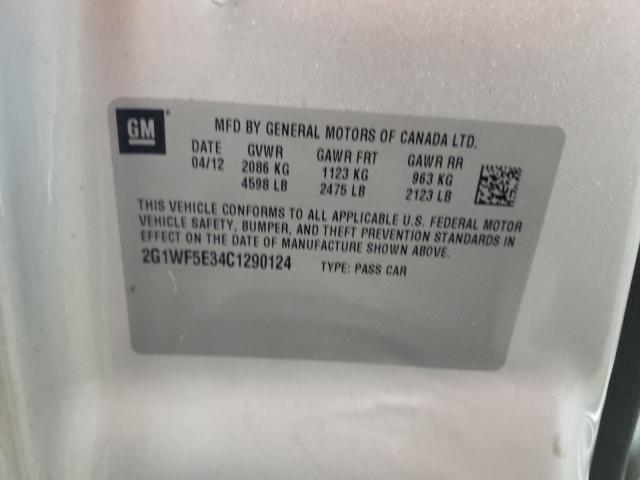 GM
MFD BY GENERAL MOTORS OF CANADA LTD.
DATE GVWR GAWR FRT GAWR RR
04/12 2086 KG 1123 KG 963 KG
4598 LB 2475 LB 2123 LB
THIS VEHICLE CONFORMS TO ALL APPLICABLE U.S. FEDERAL MOTOR
VEHICLE SAFETY, BUMPER, AND THEFT PREVENTION STANDARDS IN
EFFECT ON THE DATE OF MANUFACTURE SHOWN ABOVE.
2G1WF5E34C1290124 TYPE: PASS CAR